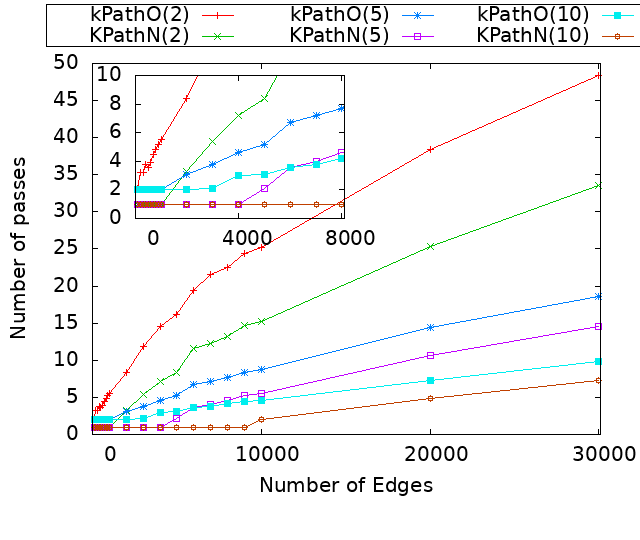 kPathO(2) kPathO(5) kPathO(10)
KPathN(2) KPathN(5) KPathN(10)
50
45
40
35
30
25
20
15
10
5
0
10
8
6
4
2
0
0 4000 8000
0 10000 20000 30000
Number of passes
Number of Edges